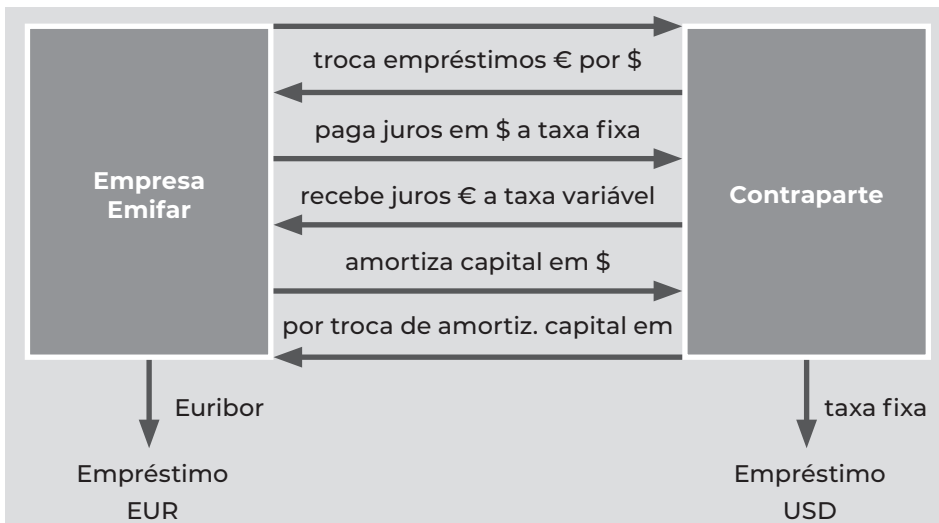 troca empréstimos € por $
paga juros em $ a taxa fixa
Empresa
Emifar
recebe juros € a taxa variável
Contraparte
amortiza capital em $
por troca de amortiz. capital em
Euribor
taxa fixa
Empréstimo
EUR
Empréstimo
USD